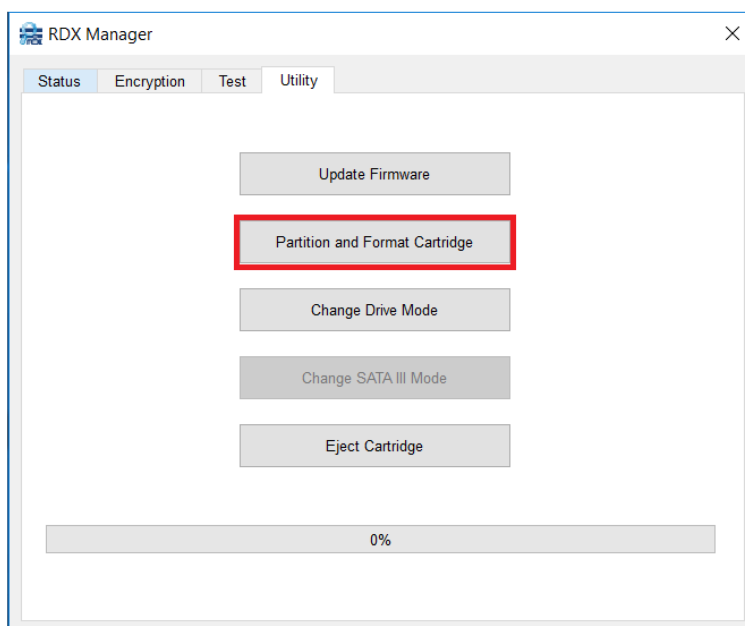 RDX Manager
Status Encryption Test Utility
Update Firmware
Partition and Format Cartridge
Change Drive Mode
Change SATA III Mode
Eject Cartridge
0%